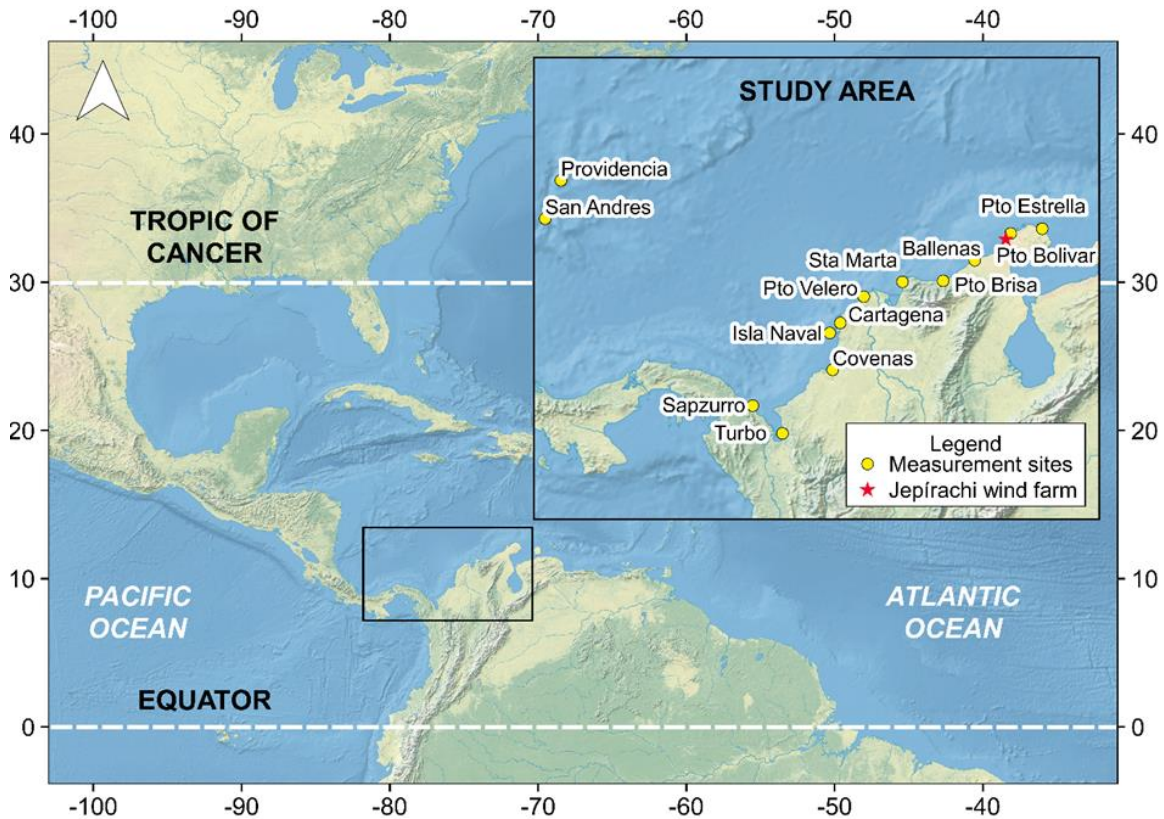 -100 -90 -80 -70 -60 -50 -40
STUDY AREA
40 40
Providencia
San Andres
Pto Estrella
TROPIC OF
CANCER
Ballenas
Sta Marta
Pto Bolivar
30 30
Pto Velero
Pto Brisa
Cartagena
Isla Naval
Covenas
Sapzurro
Turbo
20 20
Legend
Measurement sites
Jepírachi wind farm
10 10
PACIFIC
OCEAN
ATLANTIC
OCEAN
EQUATOR
0 0
-100 -90 -80 -70 -60 -50 -40